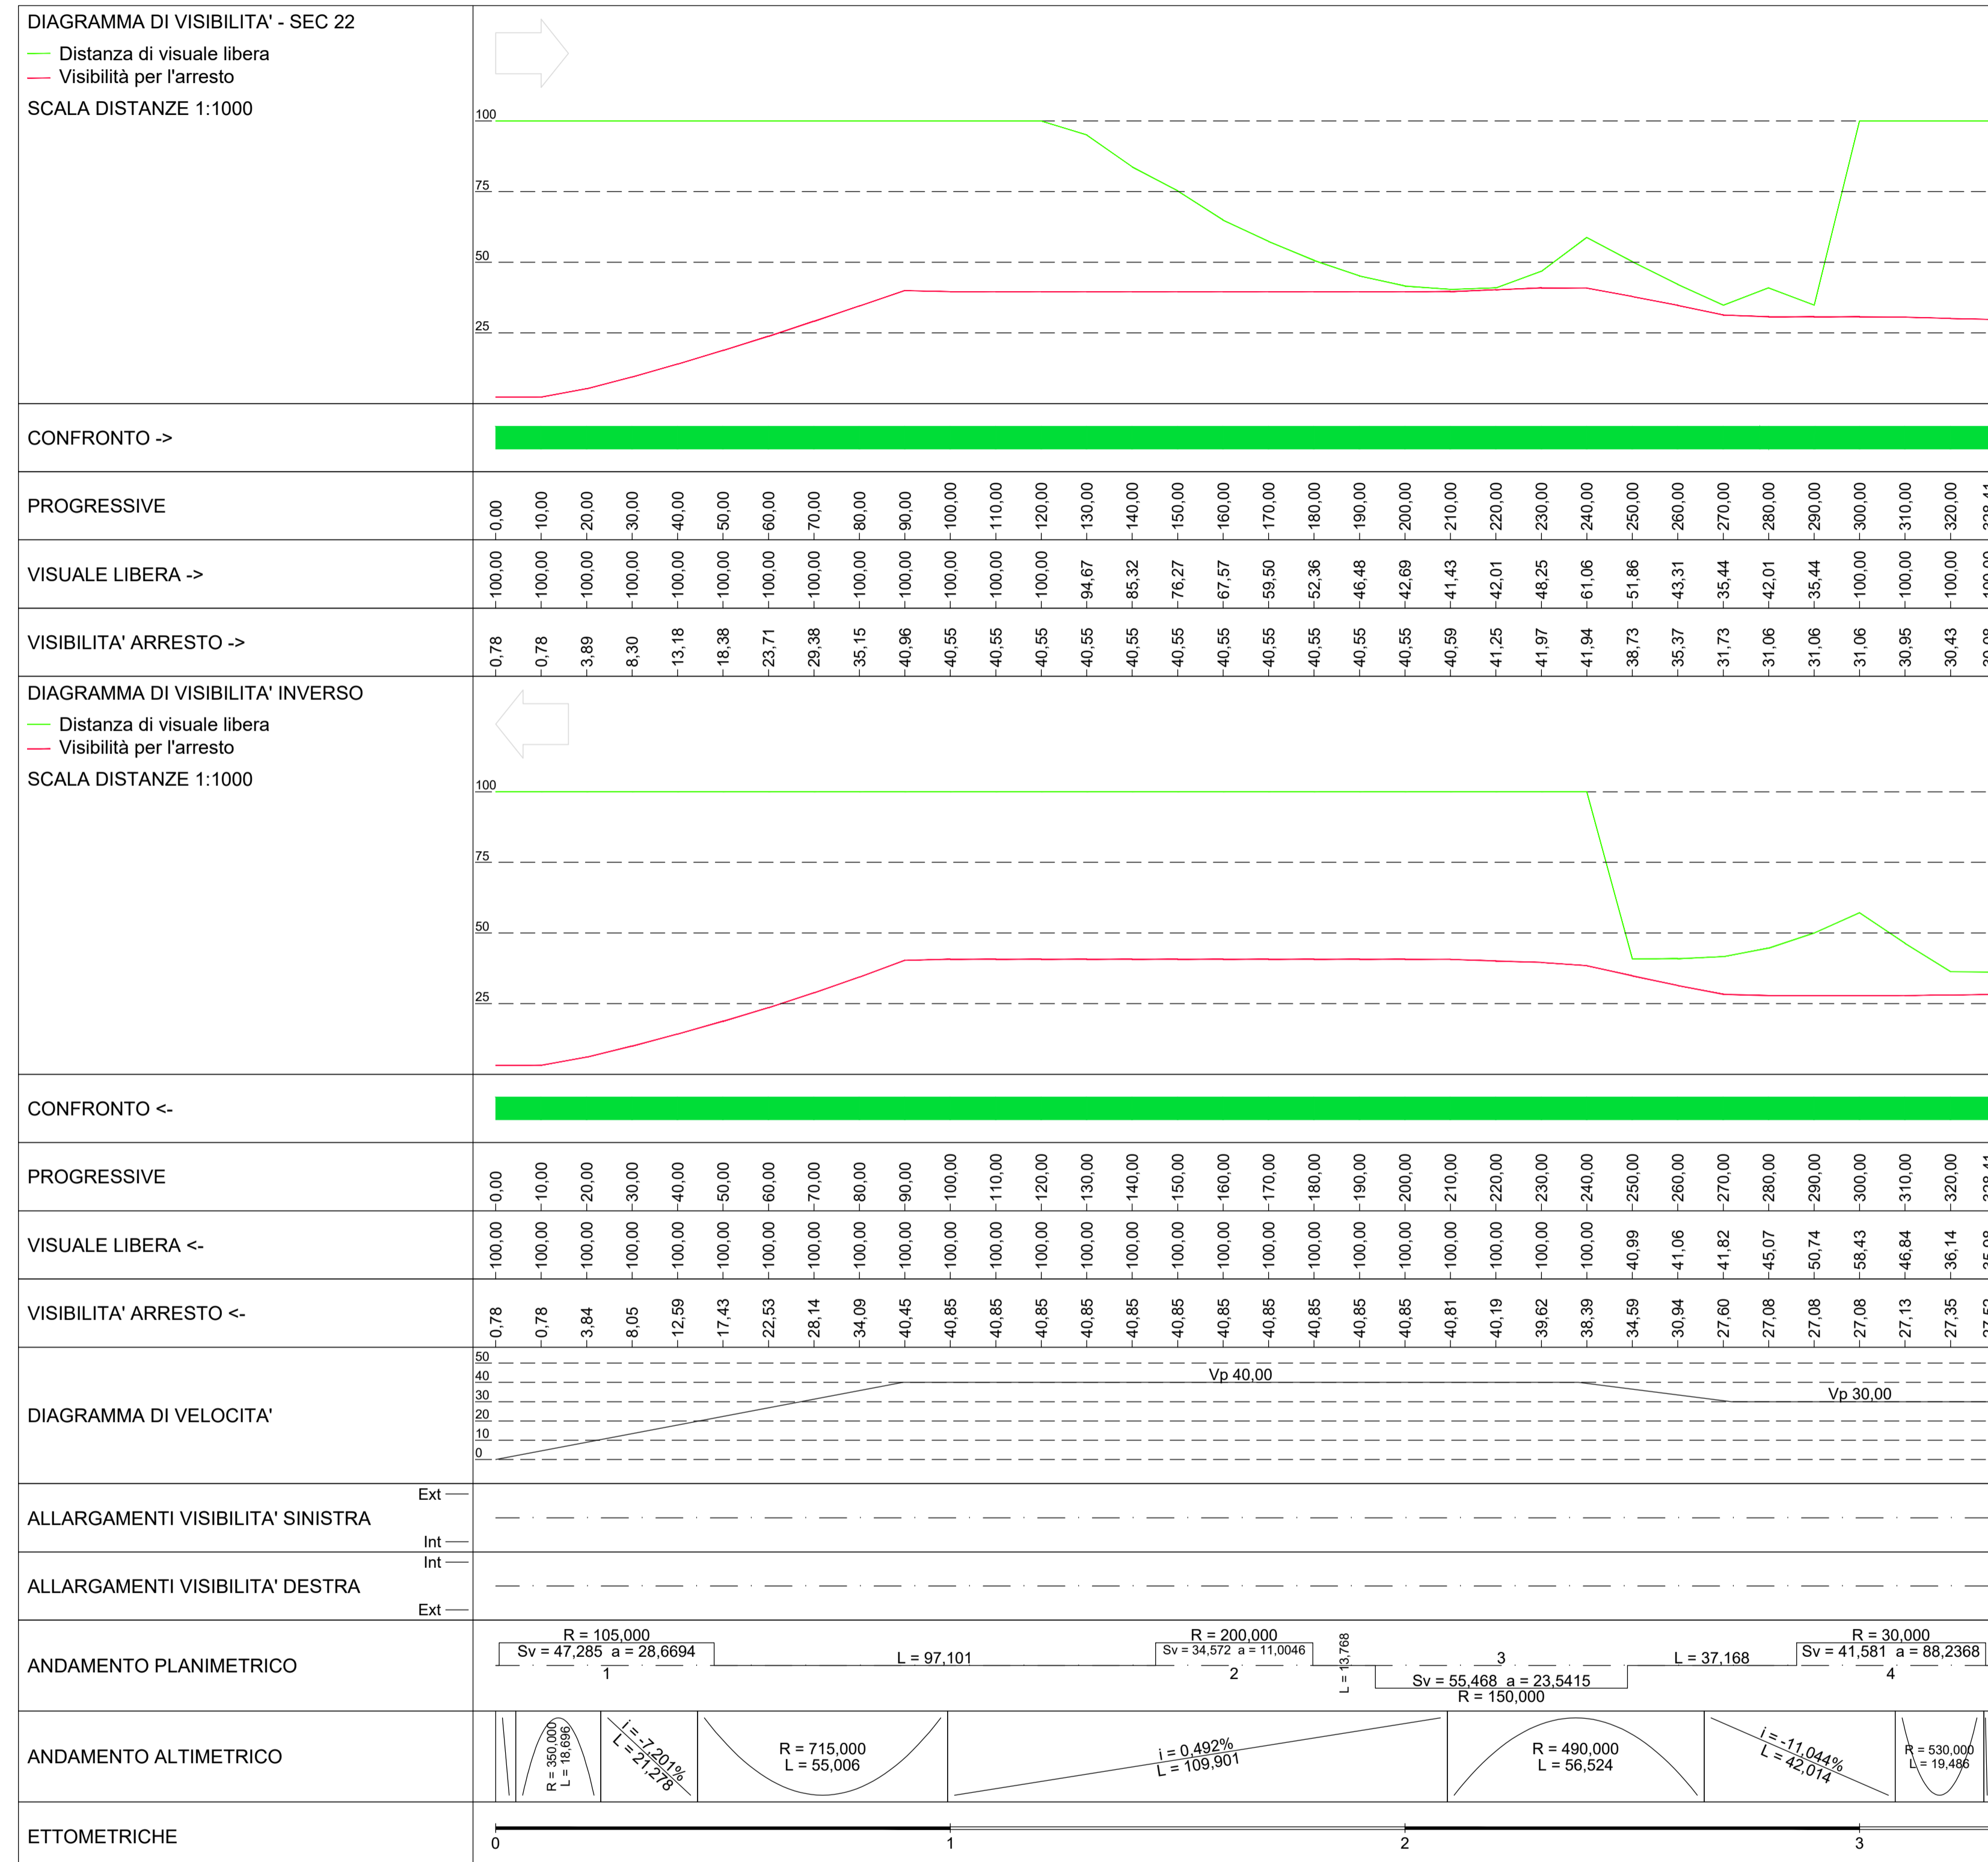 DIAGRAMMA DI VISIBILITA' - SEC 22
Distanza di visuale libera
Visibilità per l'arresto
SCALA DISTANZE 1:1000
100
75
50
25
CONFRONTO ->
PROGRESSIVE
0,00 10,00 20,00 30,00 40,00 50,00 60,00 70,00 80,00 90,00 100,00 110,00 120,00 130,00 140,00 150,00 160,00 170,00 180,00 190,00 200,00 210,00 220,00 230,00 240,00 250,00 260,00 270,00 280,00 290,00 300,00 310,00 320,00
VISUALE LIBERA ->
100,00 100,00 100,00 100,00 100,00 100,00 100,00 100,00 100,00 100,00 100,00 100,00 100,00 94,67 85,32 76,27 67,57 59,50 52,36 46,48 42,69 41,43 42,01 48,25 61,06 51,86 43,31 35,44 42,01 35,44 100,00 100,00 100,00
VISIBILITA' ARRESTO ->
0,78 0,78 3,89 8,30 13,18 18,38 23,71 29,38 35,15 40,96 40,55 40,55 40,55 40,55 40,55 40,55 40,55 40,55 40,55 40,55 40,55 40,59 41,25 41,97 41,94 38,73 35,37 31,73 31,06 31,06 31,06 30,95 30,43
DIAGRAMMA DI VISIBILITA' INVERSO
Distanza di visuale libera
Visibilità per l'arresto
SCALA DISTANZE 1:1000
100
75
50
25
CONFRONTO <-
PROGRESSIVE
0,00 10,00 20,00 30,00 40,00 50,00 60,00 70,00 80,00 90,00 100,00 110,00 120,00 130,00 140,00 150,00 160,00 170,00 180,00 190,00 200,00 210,00 220,00 230,00 240,00 250,00 260,00 270,00 280,00 290,00 300,00 310,00 320,00
VISUALE LIBERA <-
100,00 100,00 100,00 100,00 100,00 100,00 100,00 100,00 100,00 100,00 100,00 100,00 100,00 100,00 100,00 100,00 100,00 100,00 100,00 100,00 100,00 100,00 100,00 100,00 100,00 40,99 41,06 41,82 45,07 50,74 58,43 46,84 36,14
VISIBILITA' ARRESTO <-
0,78 0,78 3,84 8,05 12,59 17,43 22,53 28,14 34,09 40,45 40,85 40,85 40,85 40,85 40,85 40,85 40,85 40,85 40,85 40,85 40,85 40,81 40,19 39,62 38,39 34,59 30,94 27,60 27,08 27,08 27,08 27,13 27,35
DIAGRAMMA DI VELOCITA'
50
40
30
20
10
0
Vp 40,00
Vp 30,00
Ext
ALLARGAMENTI VISIBILITA' SINISTRA
Int
Int
ALLARGAMENTI VISIBILITA' DESTRA
Ext
ANDAMENTO PLANIMETRICO
R = 105,000
Sv = 47,285 a = 28,6694
1
L = 97,101
R = 200,000
Sv = 34,572 a = 11,0046
2
L = 13,768
3
Sv = 55,468 a = 23,5415
R = 150,000
L = 37,168
R = 30,000
Sv = 41,581 a = 88,2368
4
ANDAMENTO ALTIMETRICO
R = 350,000
L = 18,696
i = -7,201%
L = 21,278
R = 715,000
L = 55,006
i = 0,492%
L = 109,901
R = 490,000
L = 56,524
i = -11,044%
L = 42,014
R = 530,000
L = 19,486
ETTOMETRICHE
0 1 2 3